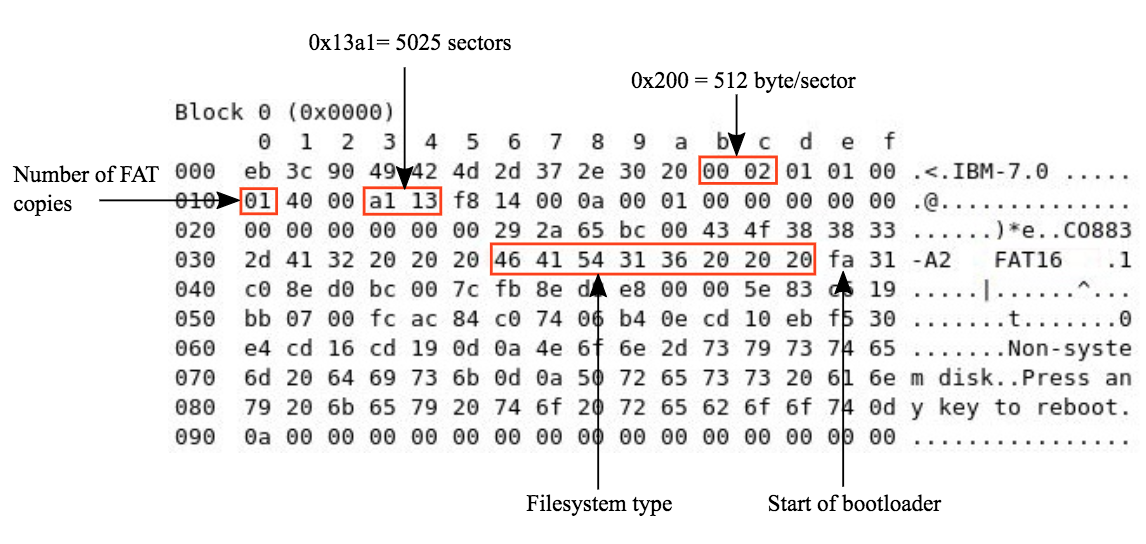 0x13a1= 5025 sectors
0x200 = 512 byte/sector
Block 0 (0x0000)
0 1 2 3 4 5 6 7 8 9 a b c d e f
Number of FAT
copies
000 eb 3c 90 49 42 4d 2d 37 2e 30 20 00 02 01 01 00 .<.IBM-7.0 .....
010 01 40 00 a1 13 f8 14 00 0a 00 01 00 00 00 00 00 .@..............
020 00 00 00 00 00 00 29 2a 65 bc 00 43 4f 38 38 33 ......)*e..CO883
030 2d 41 32 20 20 20 46 41 54 31 36 20 20 20 fa 31 -A2   FAT16   .1
040 c0 8e d0 bc 00 7c fb 8e d8 e8 00 00 5e 83 c6 19 .....|......^...
050 bb 07 00 fc ac 84 c0 74 06 b4 0e cd 10 eb f5 30 .......t.......0
060 e4 cd 16 cd 19 0d 0a 4e 6f 6e 2d 73 79 73 74 65 .......Non-syste
070 6d 20 64 69 73 6b 0d 0a 50 72 65 73 73 20 61 6e m disk..Press an
080 79 20 6b 65 79 20 74 6f 20 72 65 62 6f 6f 74 0d y key to reboot.
090 0a 00 00 00 00 00 00 00 00 00 00 00 00 00 00 00 ................
Filesystem type
Start of bootloader